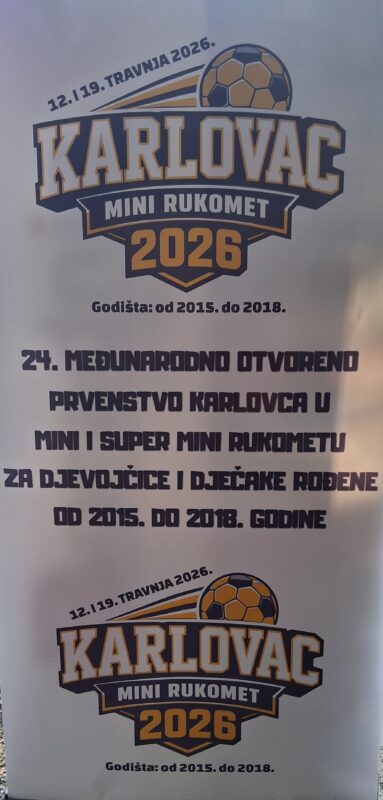 12. I 19. TRAVNJA 2026.
KARLOVAC
MINI RUKOMET
2026
Godišta: od 2015. do 2018.
24. MEĐUNARODNO OTVORENO
PRVENSTVO KARLOVCA U
MINI I SUPER MINI RUKOMETU
ZA DJEVOJČICE I DJEČAKE ROĐENE
OD 2015. DO 2018. GODINE
12. I 19. TRAVNJA 2026.
KARLOVAC
MINI RUKOMET
2026
Godišta: od 2015. do 2018.